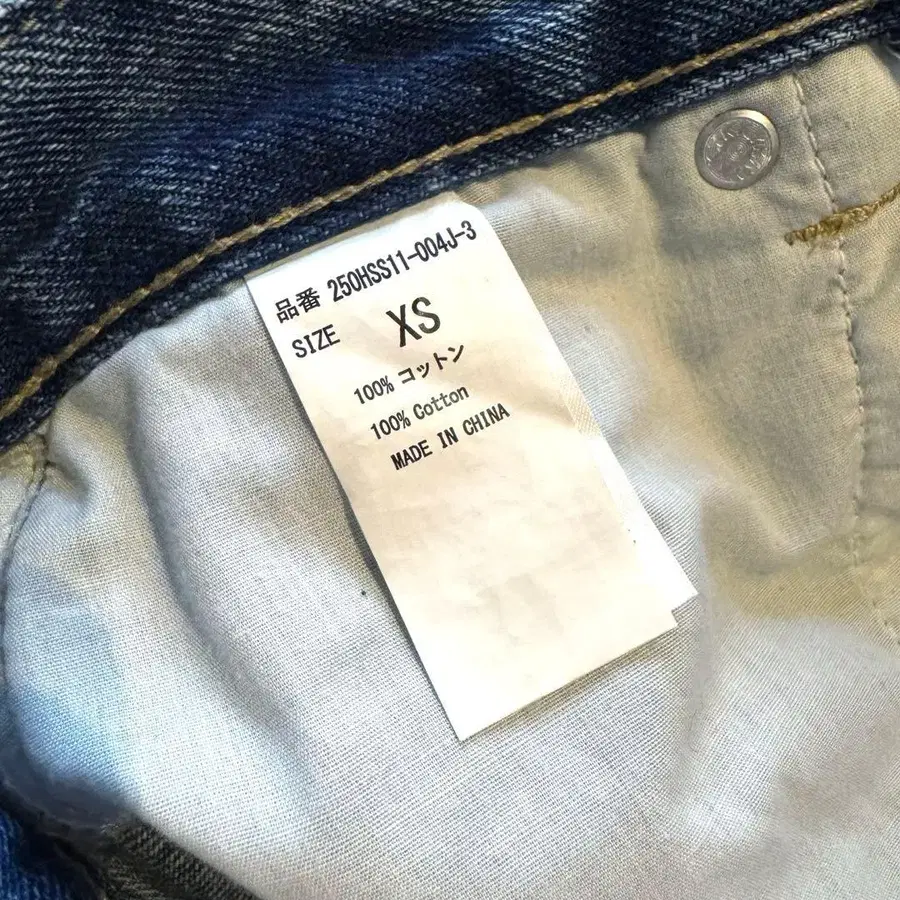 品番 250HSS11-004J-3
SIZE XS
100% コットン
100% Cotton
MADE IN CHINA